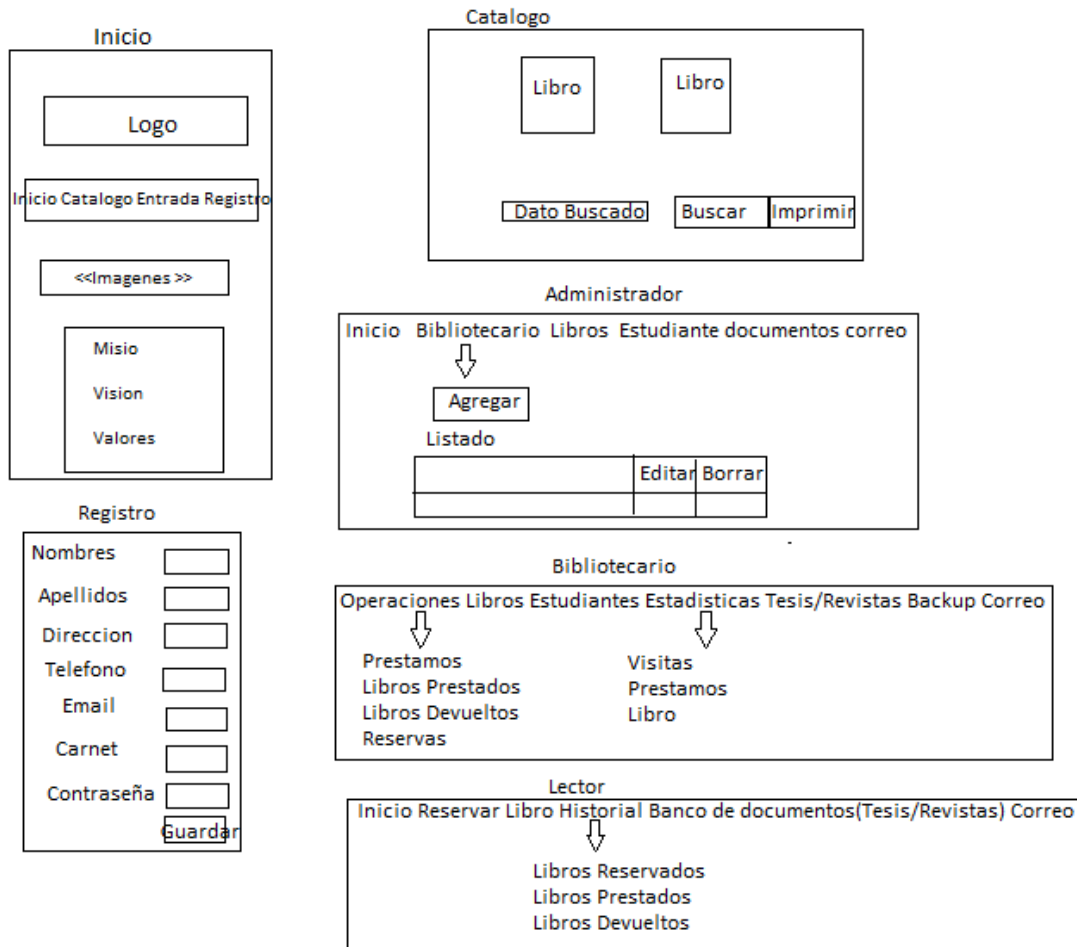 Inicio
Logo
Inicio Catalogo Entrada Registro
<<Imagenes >>
Misio
Vision
Valores
Registro
Nombres
Apellidos
Direccion
Telefono
Email
Carnet
Contraseña
Guardar
Catalogo
Libro Libro
Dato Buscado Buscar Imprimir
Administrador
Inicio Bibliotecario Libros Estudiante documentos correo
Agregar
Listado
Editar Borrar
Bibliotecario
Operaciones Libros Estudiantes Estadisticas Tesis/Revistas Backup Correo
Prestamos
Libros Prestados
Libros Devueltos
Reservas
Visitas
Prestamos
Libro
Lector
Inicio Reservar Libro Historial Banco de documentos(Tesis/Revistas) Correo
Libros Reservados
Libros Prestados
Libros Devueltos